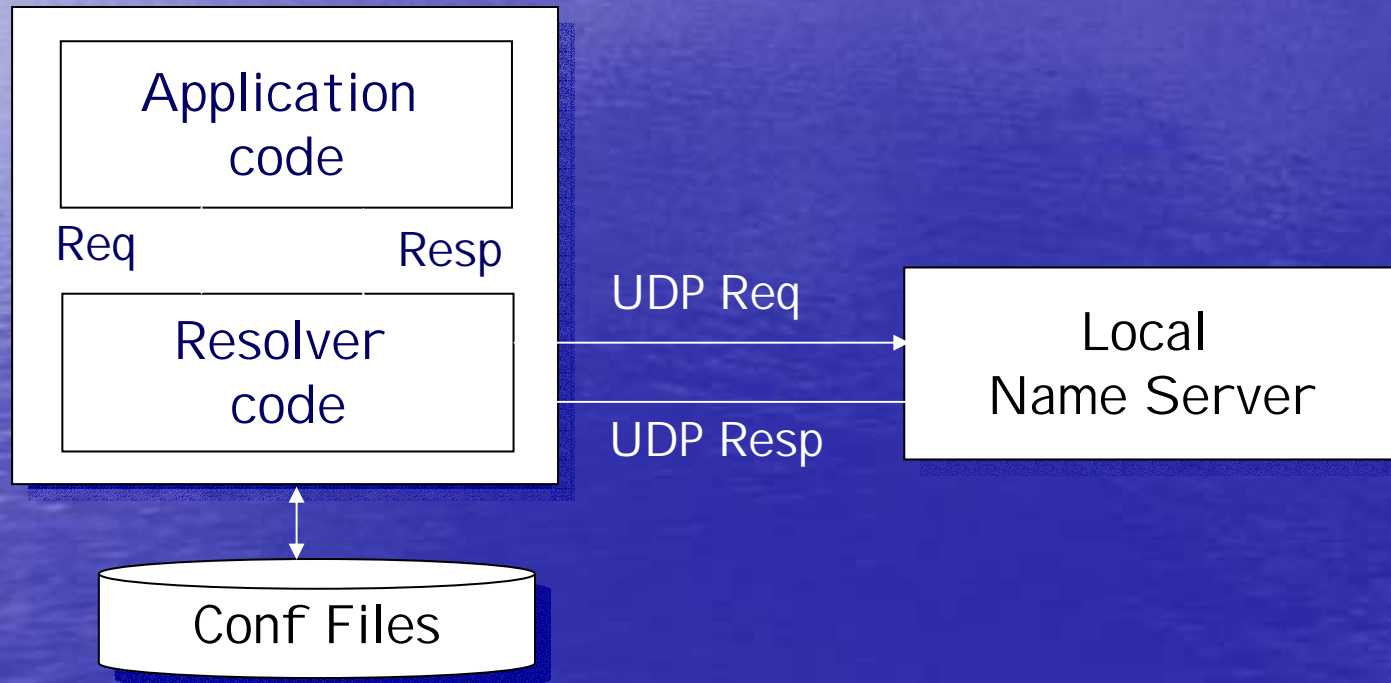 Application
code
Req
Resp
Resolver
code
UDP Req
UDP Resp
Local
Name Server
Conf Files